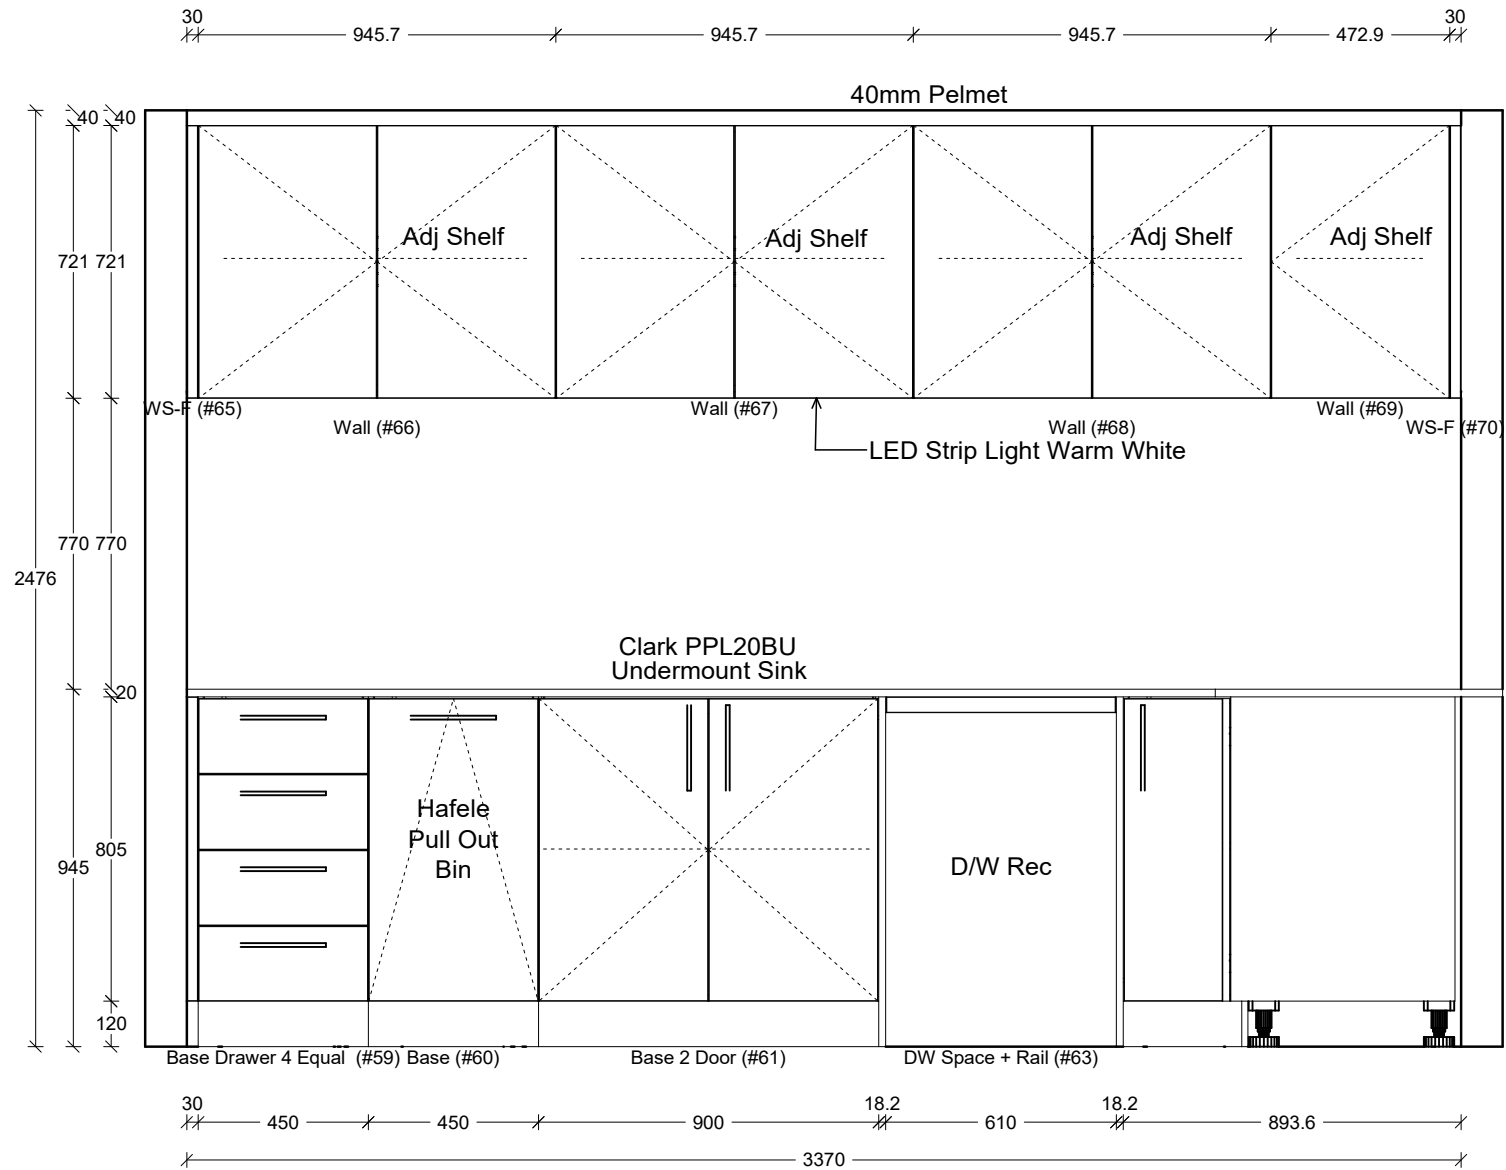 30
945.7
945.7
945.7
472.9
30
40mm Pelmet
40
40
721
721
Adj Shelf
Adj Shelf
Adj Shelf
Adj Shelf
WS-F (#65)
Wall (#66)
Wall (#67)
Wall (#68)
Wall (#69)
WS-F (#70)
LED Strip Light Warm White
770
770
2476
Clark PPL20BU
Undermount Sink
20
945
805
120
Hafele
Pull Out
Bin
D/W Rec
Base Drawer 4 Equal (#59)
Base (#60)
Base 2 Door (#61)
DW Space + Rail (#63)
30
450
450
900
18.2
610
18.2
893.6
3370